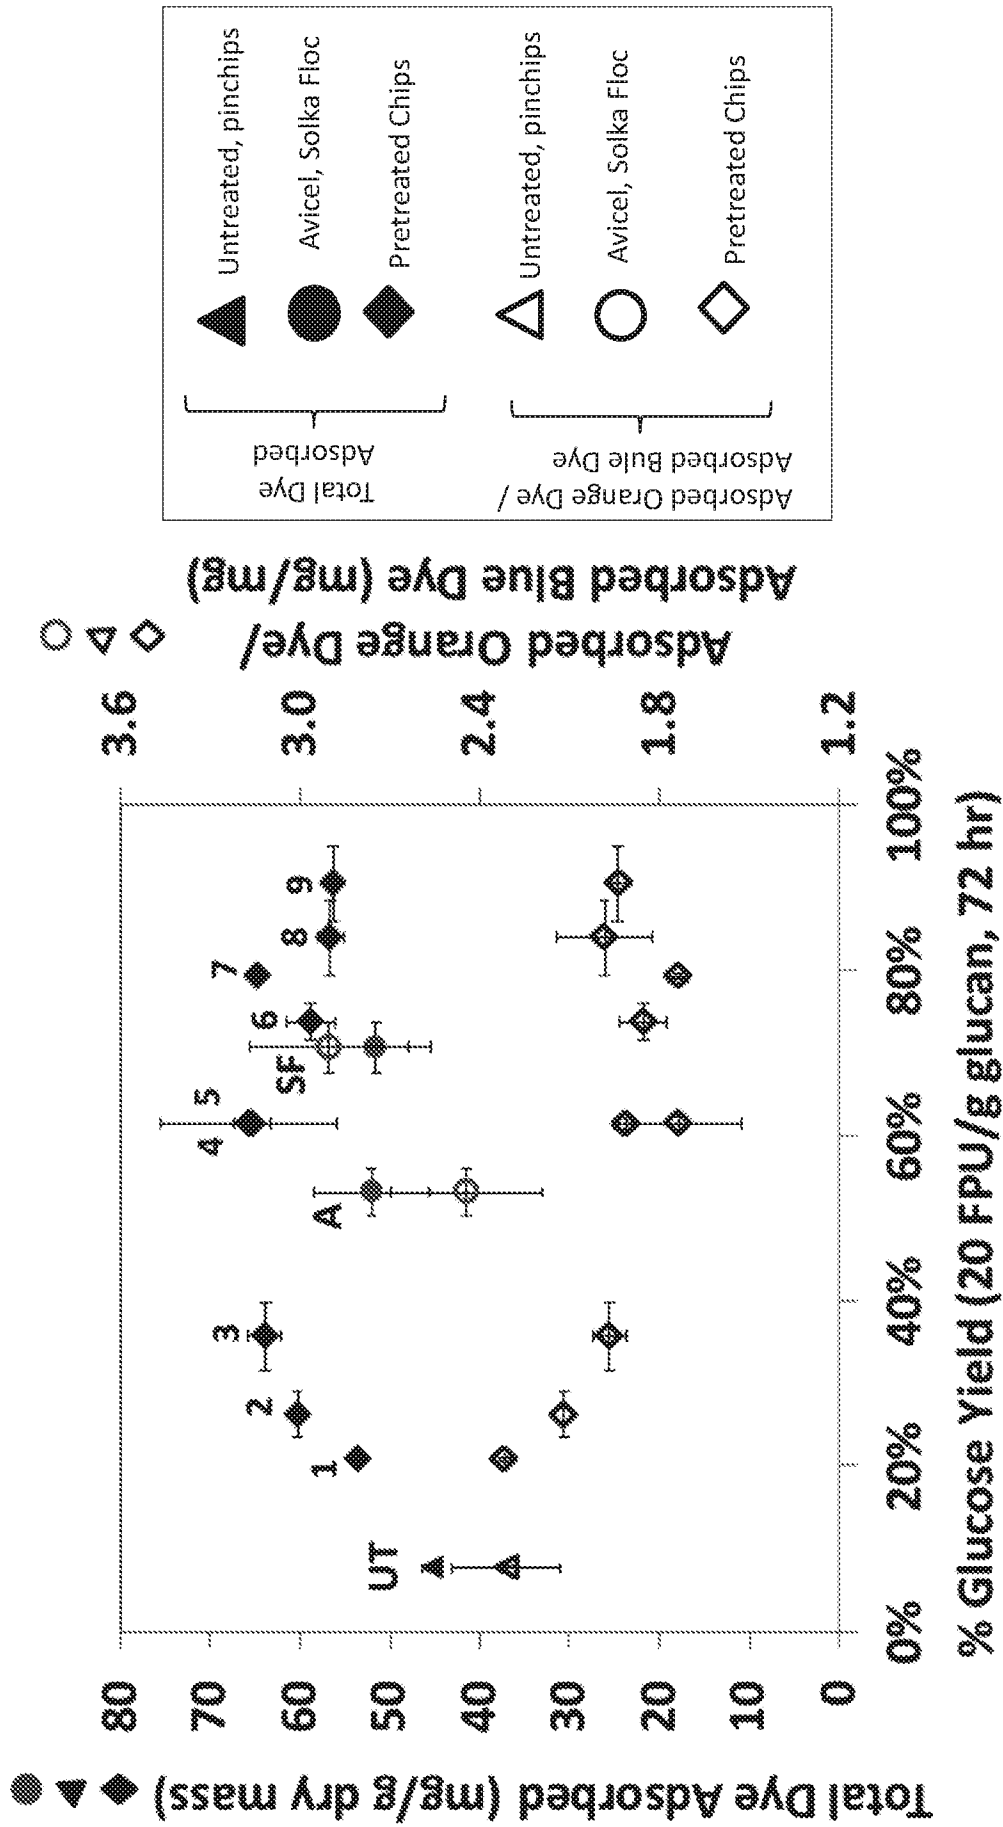 Total Dye Adsorbed (mg/g dry mass)
80
70
60
50
40
30
20
10
0
UT
1
2
3
A
4
5
SF
6
7
8
9
0%
20%
40%
60%
80%
100%
% Glucose Yield (20 FPU/g glucan, 72 hr)
3.6
3.0
2.4
1.8
1.2
Adsorbed Orange Dye/
Adsorbed Blue Dye (mg/mg)
Total Dye
Adsorbed
Untreated, pinchips
Avicel, Solka Floc
Pretreated Chips
Adsorbed Orange Dye /
Adsorbed Bule Dye
Untreated, pinchips
Avicel, Solka Floc
Pretreated Chips